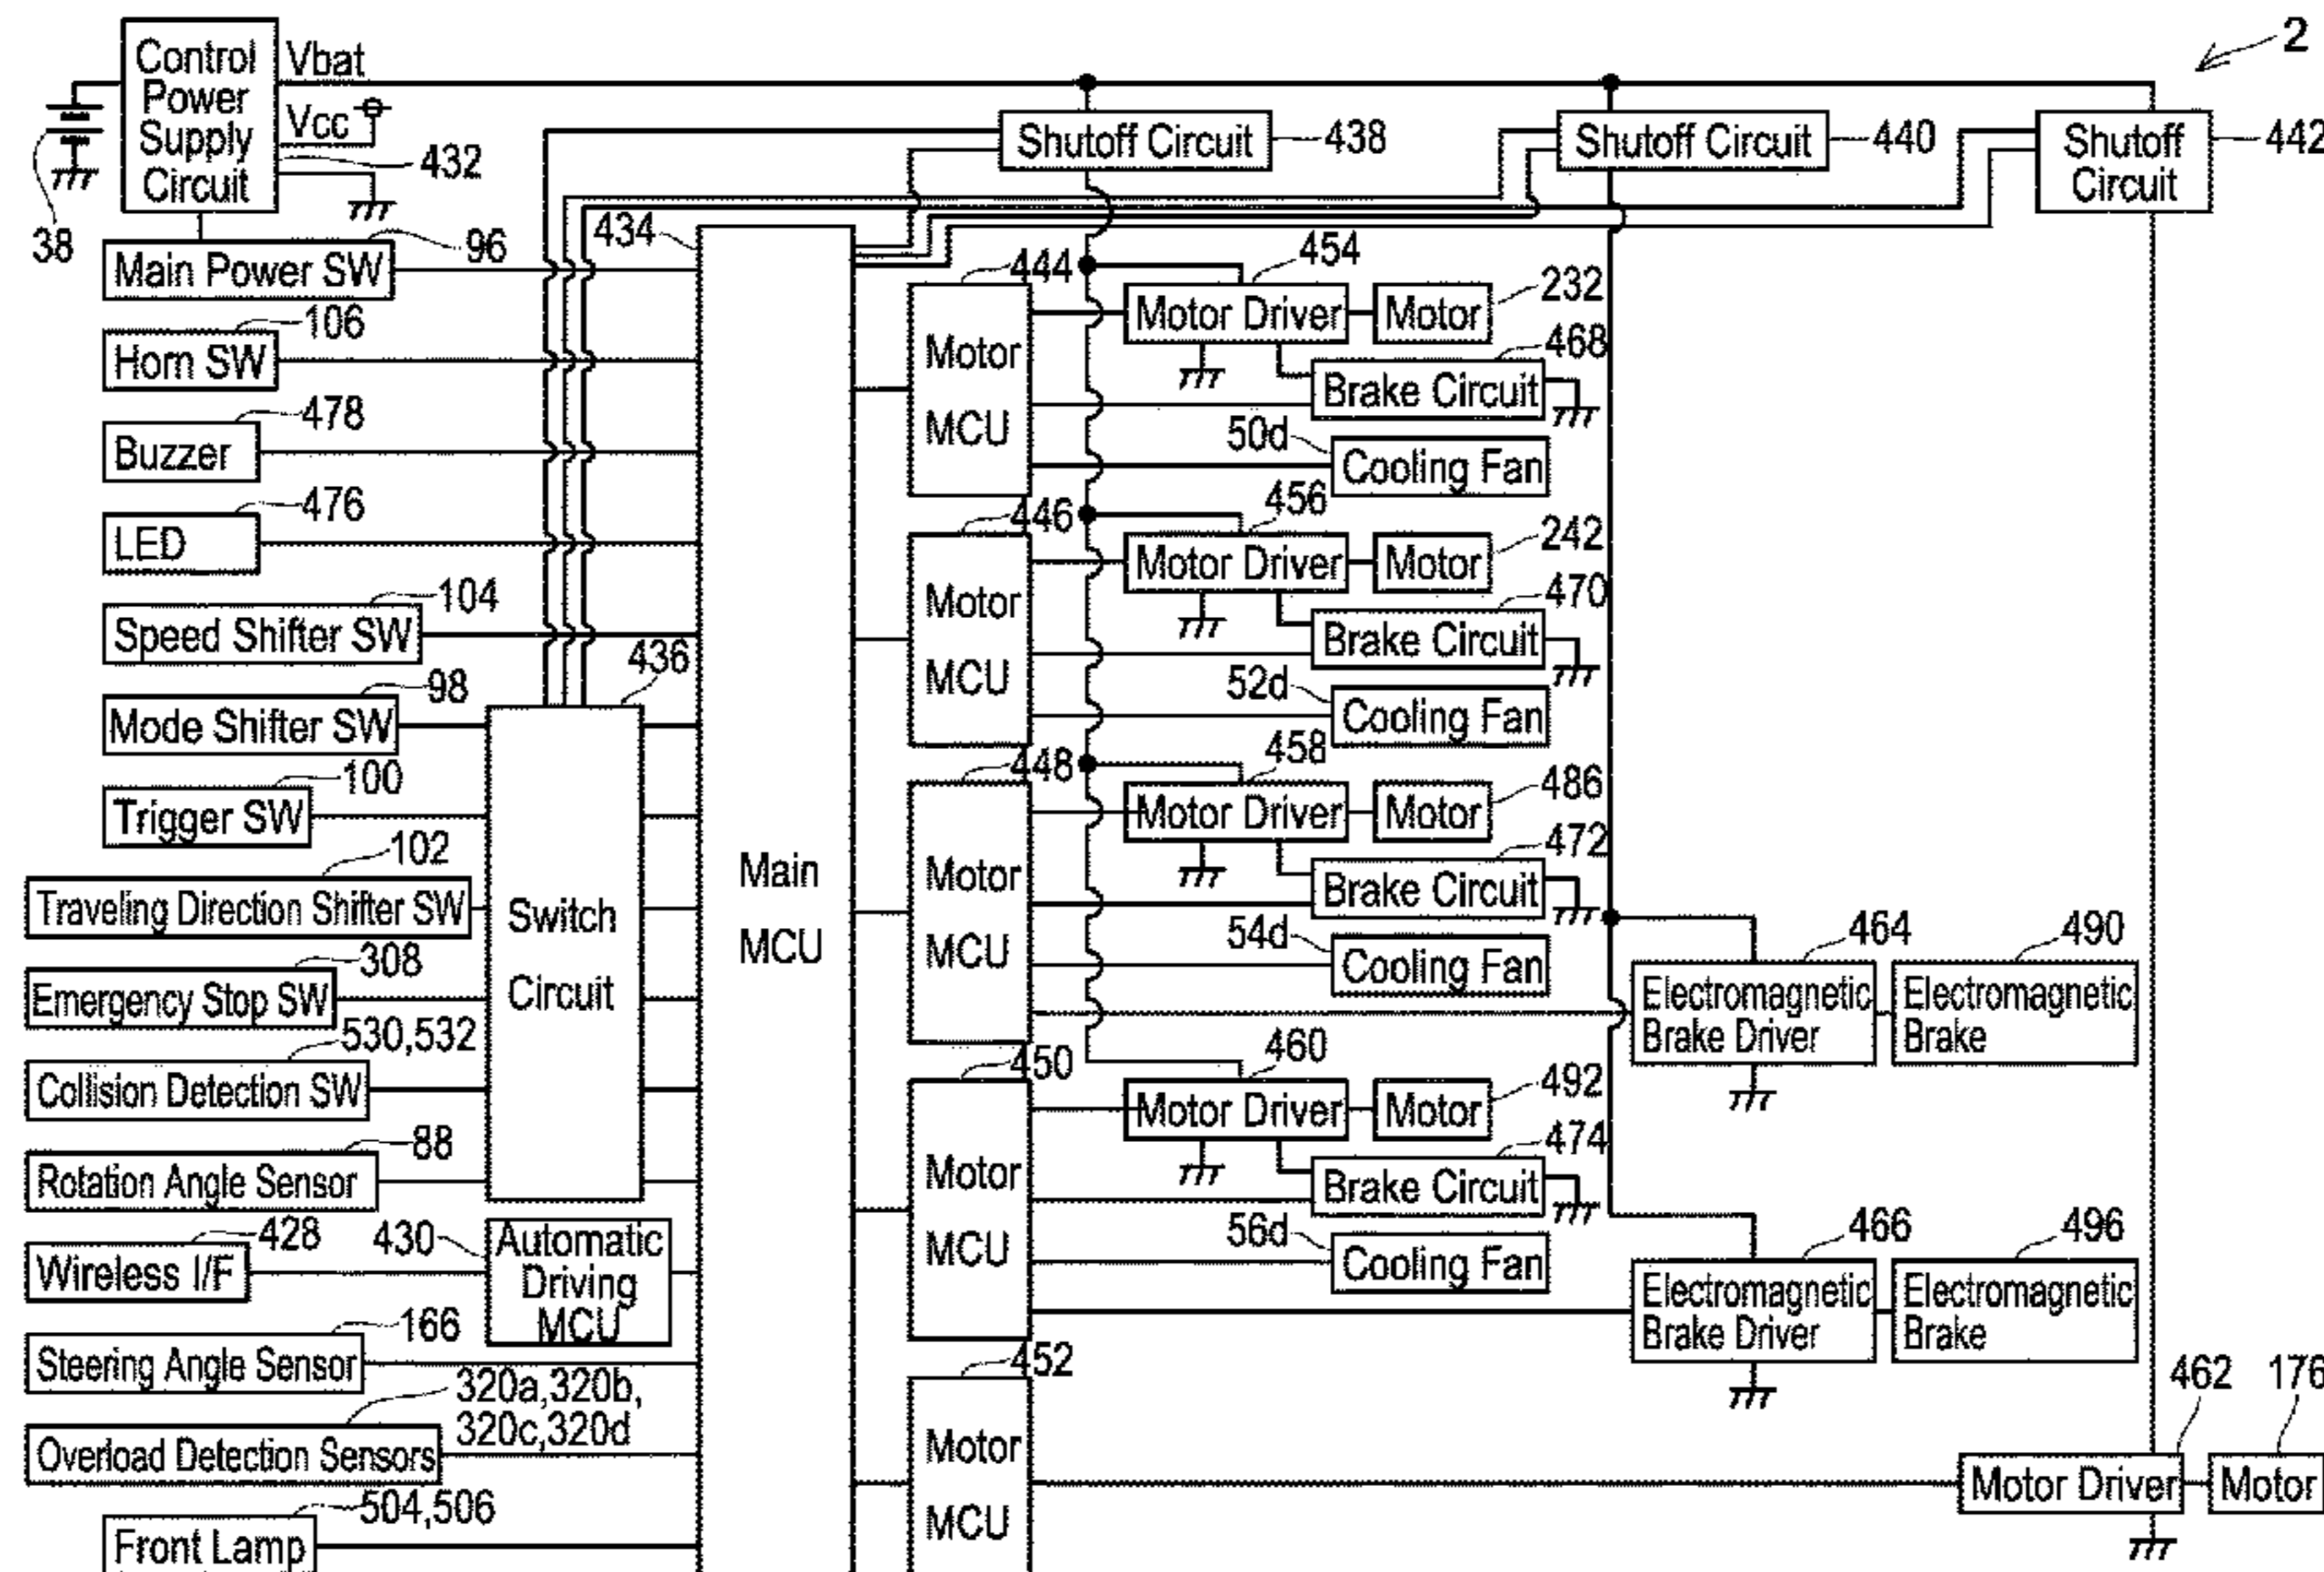 2
Control
Power
Supply
Circuit
Vbat
Vcc
432
38
Shutoff Circuit
438
Shutoff Circuit
440
Shutoff
Circuit
442
Main Power SW
96
Horn SW
106
Buzzer
478
LED
476
Speed Shifter SW
104
Mode Shifter SW
98
Trigger SW
100
Traveling Direction Shifter SW
102
Emergency Stop SW
308
Collision Detection SW
530,532
Rotation Angle Sensor
88
Wireless I/F
428
Steering Angle Sensor
166
Overload Detection Sensors
320a,320b,
320c,320d
Front Lamp
504,506
436
Switch
Circuit
430
Automatic
Driving
MCU
434
Main
MCU
444
Motor
MCU
454
Motor Driver
Motor
232
468
Brake Circuit
50d
Cooling Fan
446
Motor
MCU
456
Motor Driver
Motor
242
470
Brake Circuit
52d
Cooling Fan
448
Motor
MCU
458
Motor Driver
Motor
486
472
Brake Circuit
54d
Cooling Fan
464
Electromagnetic
Brake Driver
490
Electromagnetic
Brake
450
Motor
MCU
460
Motor Driver
Motor
492
474
Brake Circuit
56d
Cooling Fan
466
Electromagnetic
Brake Driver
496
Electromagnetic
Brake
452
Motor
MCU
462
Motor Driver
176
Motor